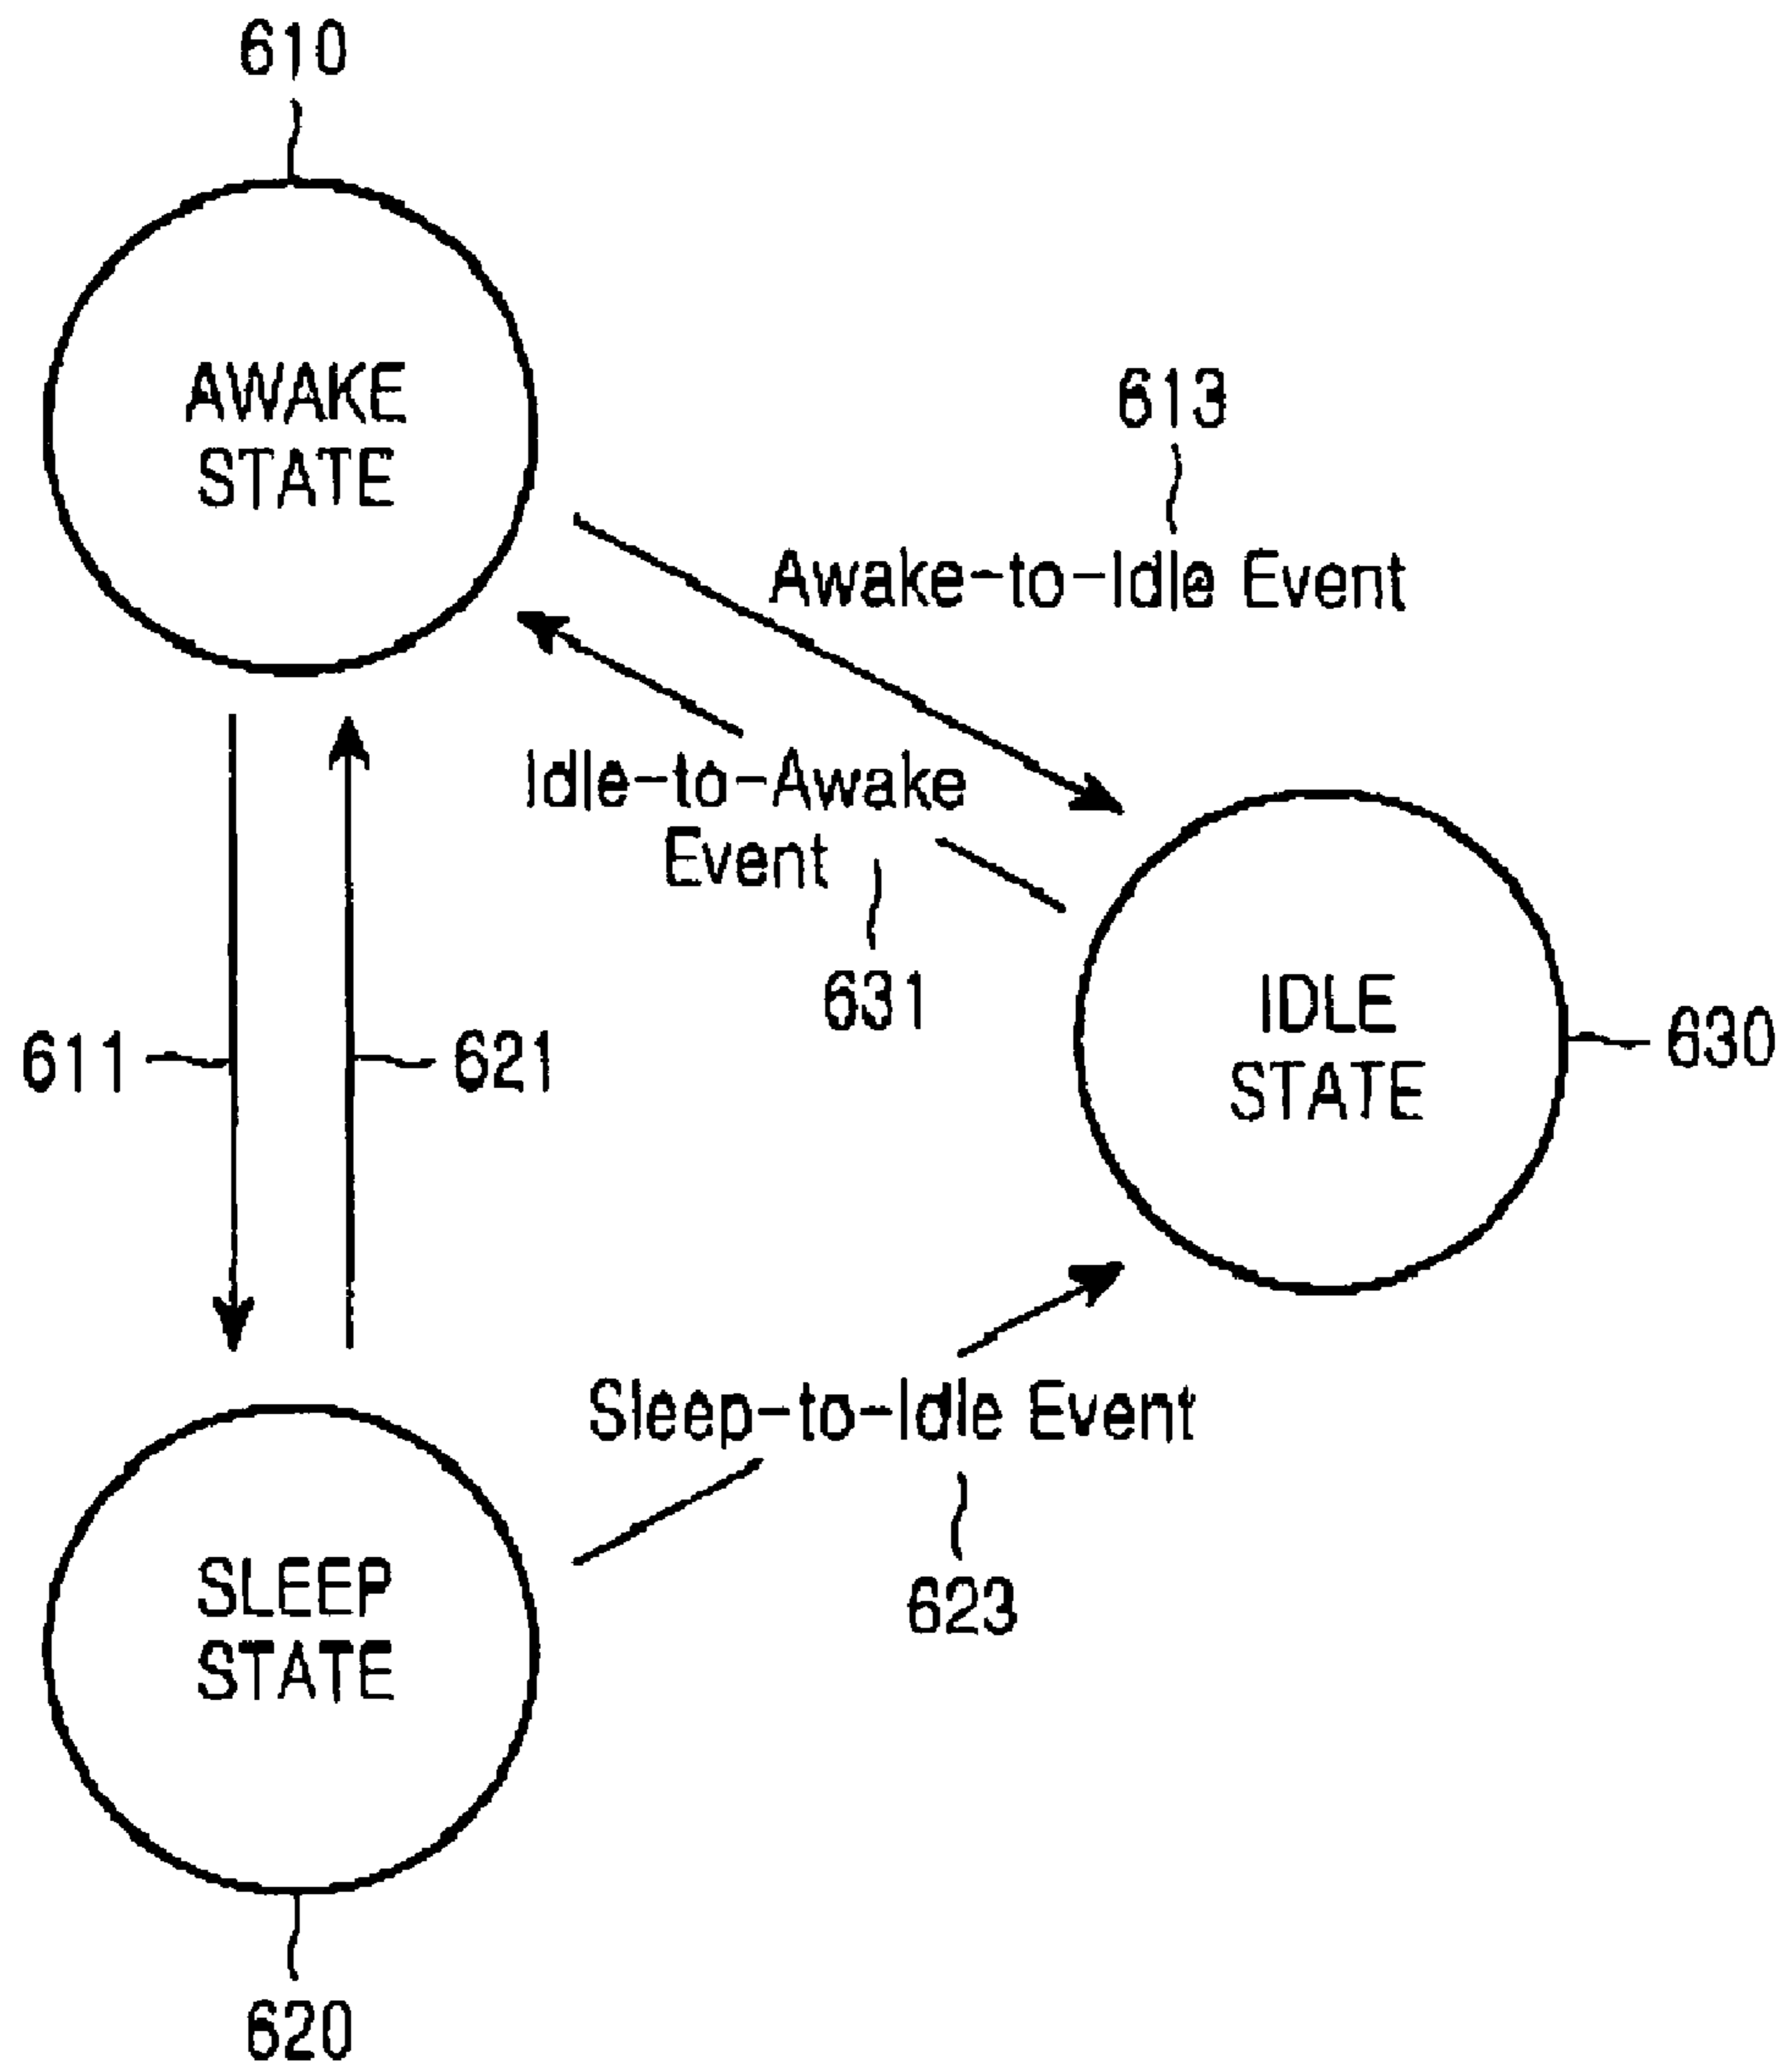 610
AWAKE
STATE
613
Awake-to-Idle Event
Idle-to-Awake
Event
631
IDLE
STATE
630
611
621
Sleep-to-Idle Event
623
SLEEP
STATE
620